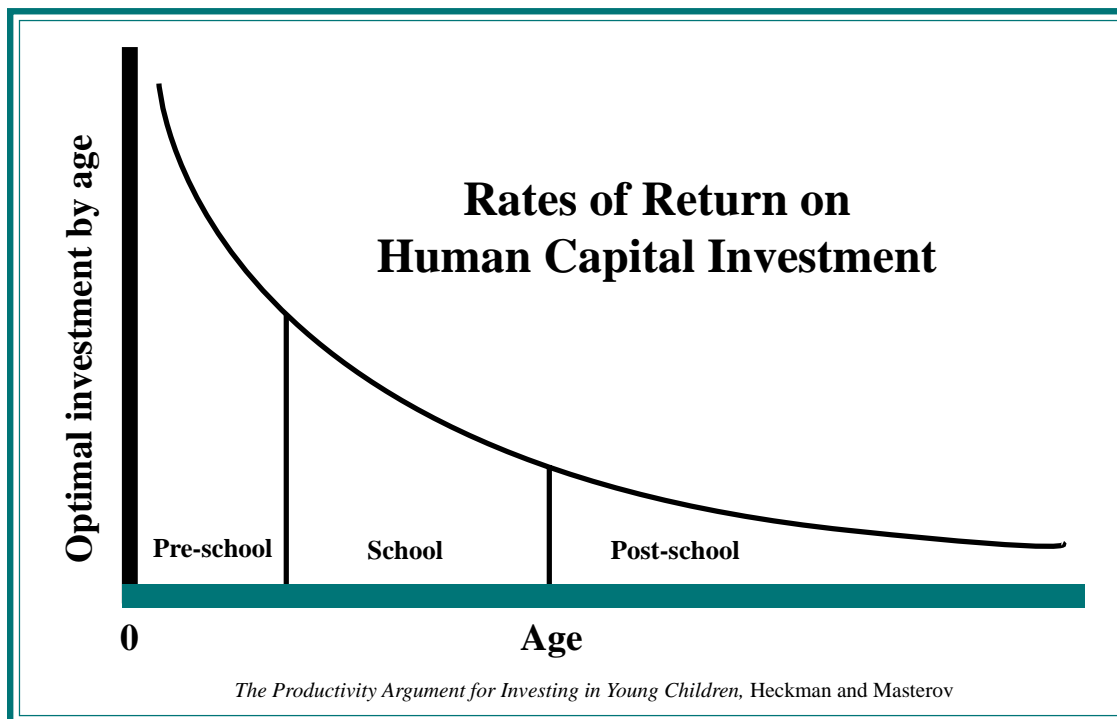 Rates of Return on
Human Capital Investment
Optimal investment by age
Pre-school
School
Post-school
0
Age
The Productivity Argument for Investing in Young Children, Heckman and Masterov